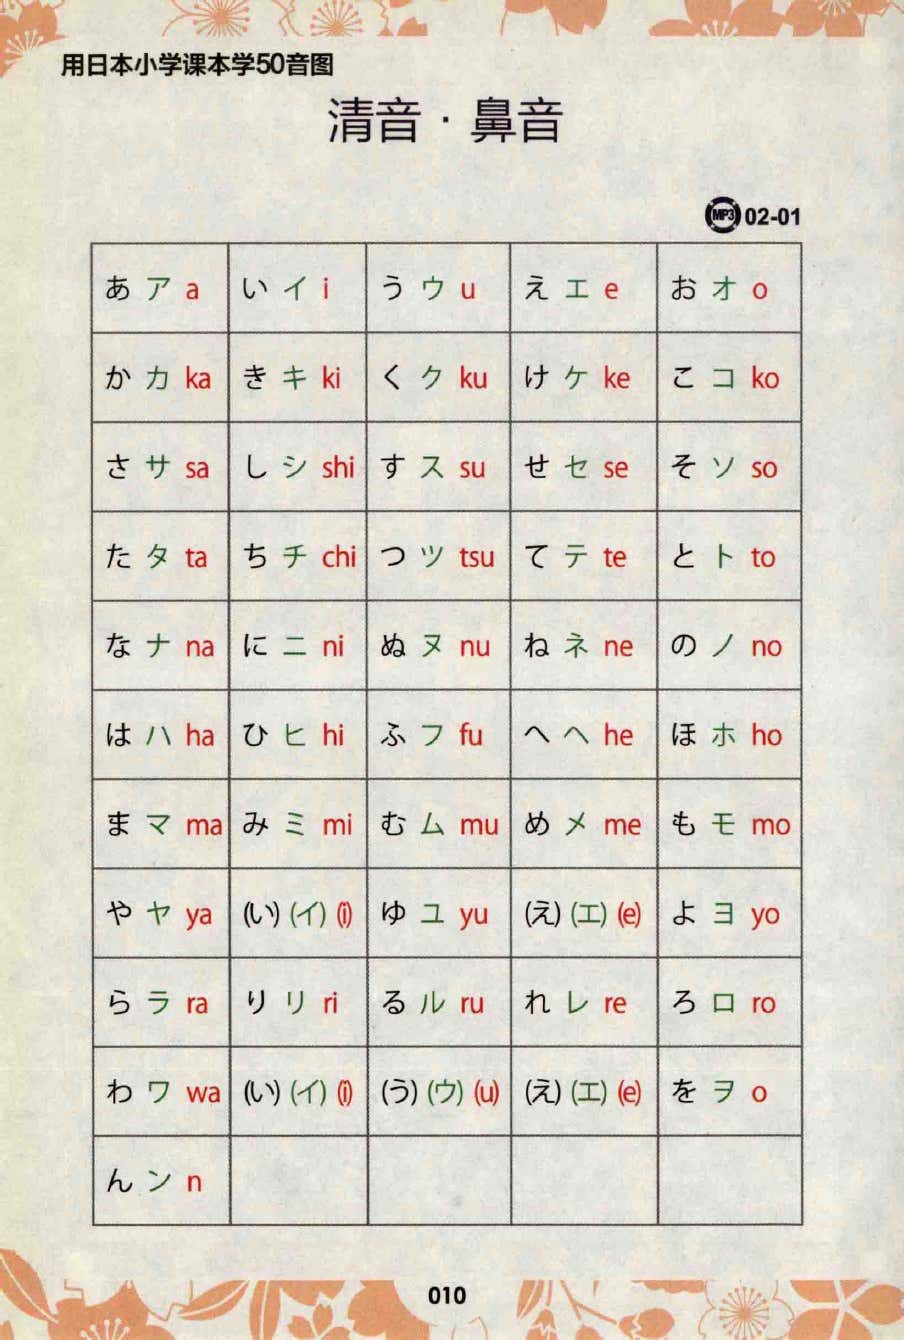 用日本小学课本学50音图
清音・鼻音
MP3 02-01
あ ア a い イ i う ウ u え エ e お オ o
か カ ka き キ ki く ク ku け ケ ke こ コ ko
さ サ sa し シ shi す ス su せ セ se そ ソ so
た タ ta ち チ chi つ ツ tsu て テ te と ト to
な ナ na に ニ ni ぬ ヌ nu ね ネ ne の ノ no
は ハ ha ひ ヒ hi ふ フ fu へ ヘ he ほ ホ ho
ま マ ma み ミ mi む ム mu め メ me も モ mo
や ヤ ya (い) (イ) (i) ゆ ユ yu (え) (エ) (e) よ ヨ yo
ら ラ ra り リ ri る ル ru れ レ re ろ ロ ro
わ ワ wa (い) (イ) (i) (う) (ウ) (u) (え) (エ) (e) を ヲ o
ん ン n
010